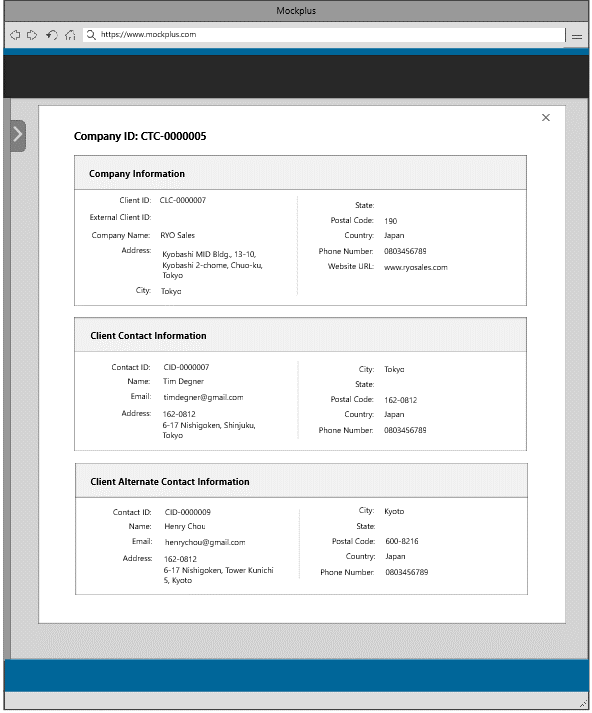 Mockplus
https://www.mockplus.com
Company ID: CTC-0000005
Company Information
Client ID: CLC-0000007
External Client ID:
Company Name: RYO Sales
Address: Kyobashi MID Bldg., 13-10,
Kyobashi 2-chome, Chuo-ku,
Tokyo
City: Tokyo
State:
Postal Code: 190
Country: Japan
Phone Number: 0803456789
Website URL: www.ryosales.com
Client Contact Information
Contact ID: CID-0000007
Name: Tim Degner
Email: timdegner@gmail.com
Address: 162-0812
6-17 Nishigoken, Shinjuku,
Tokyo
City: Tokyo
State:
Postal Code: 162-0812
Country: Japan
Phone Number: 0803456789
Client Alternate Contact Information
Contact ID: CID-0000009
Name: Henry Chou
Email: henrychou@gmail.com
Address: 162-0812
6-17 Nishigoken, Tower Kunichi
5, Kyoto
City: Kyoto
State:
Postal Code: 600-8216
Country: Japan
Phone Number: 0803456789